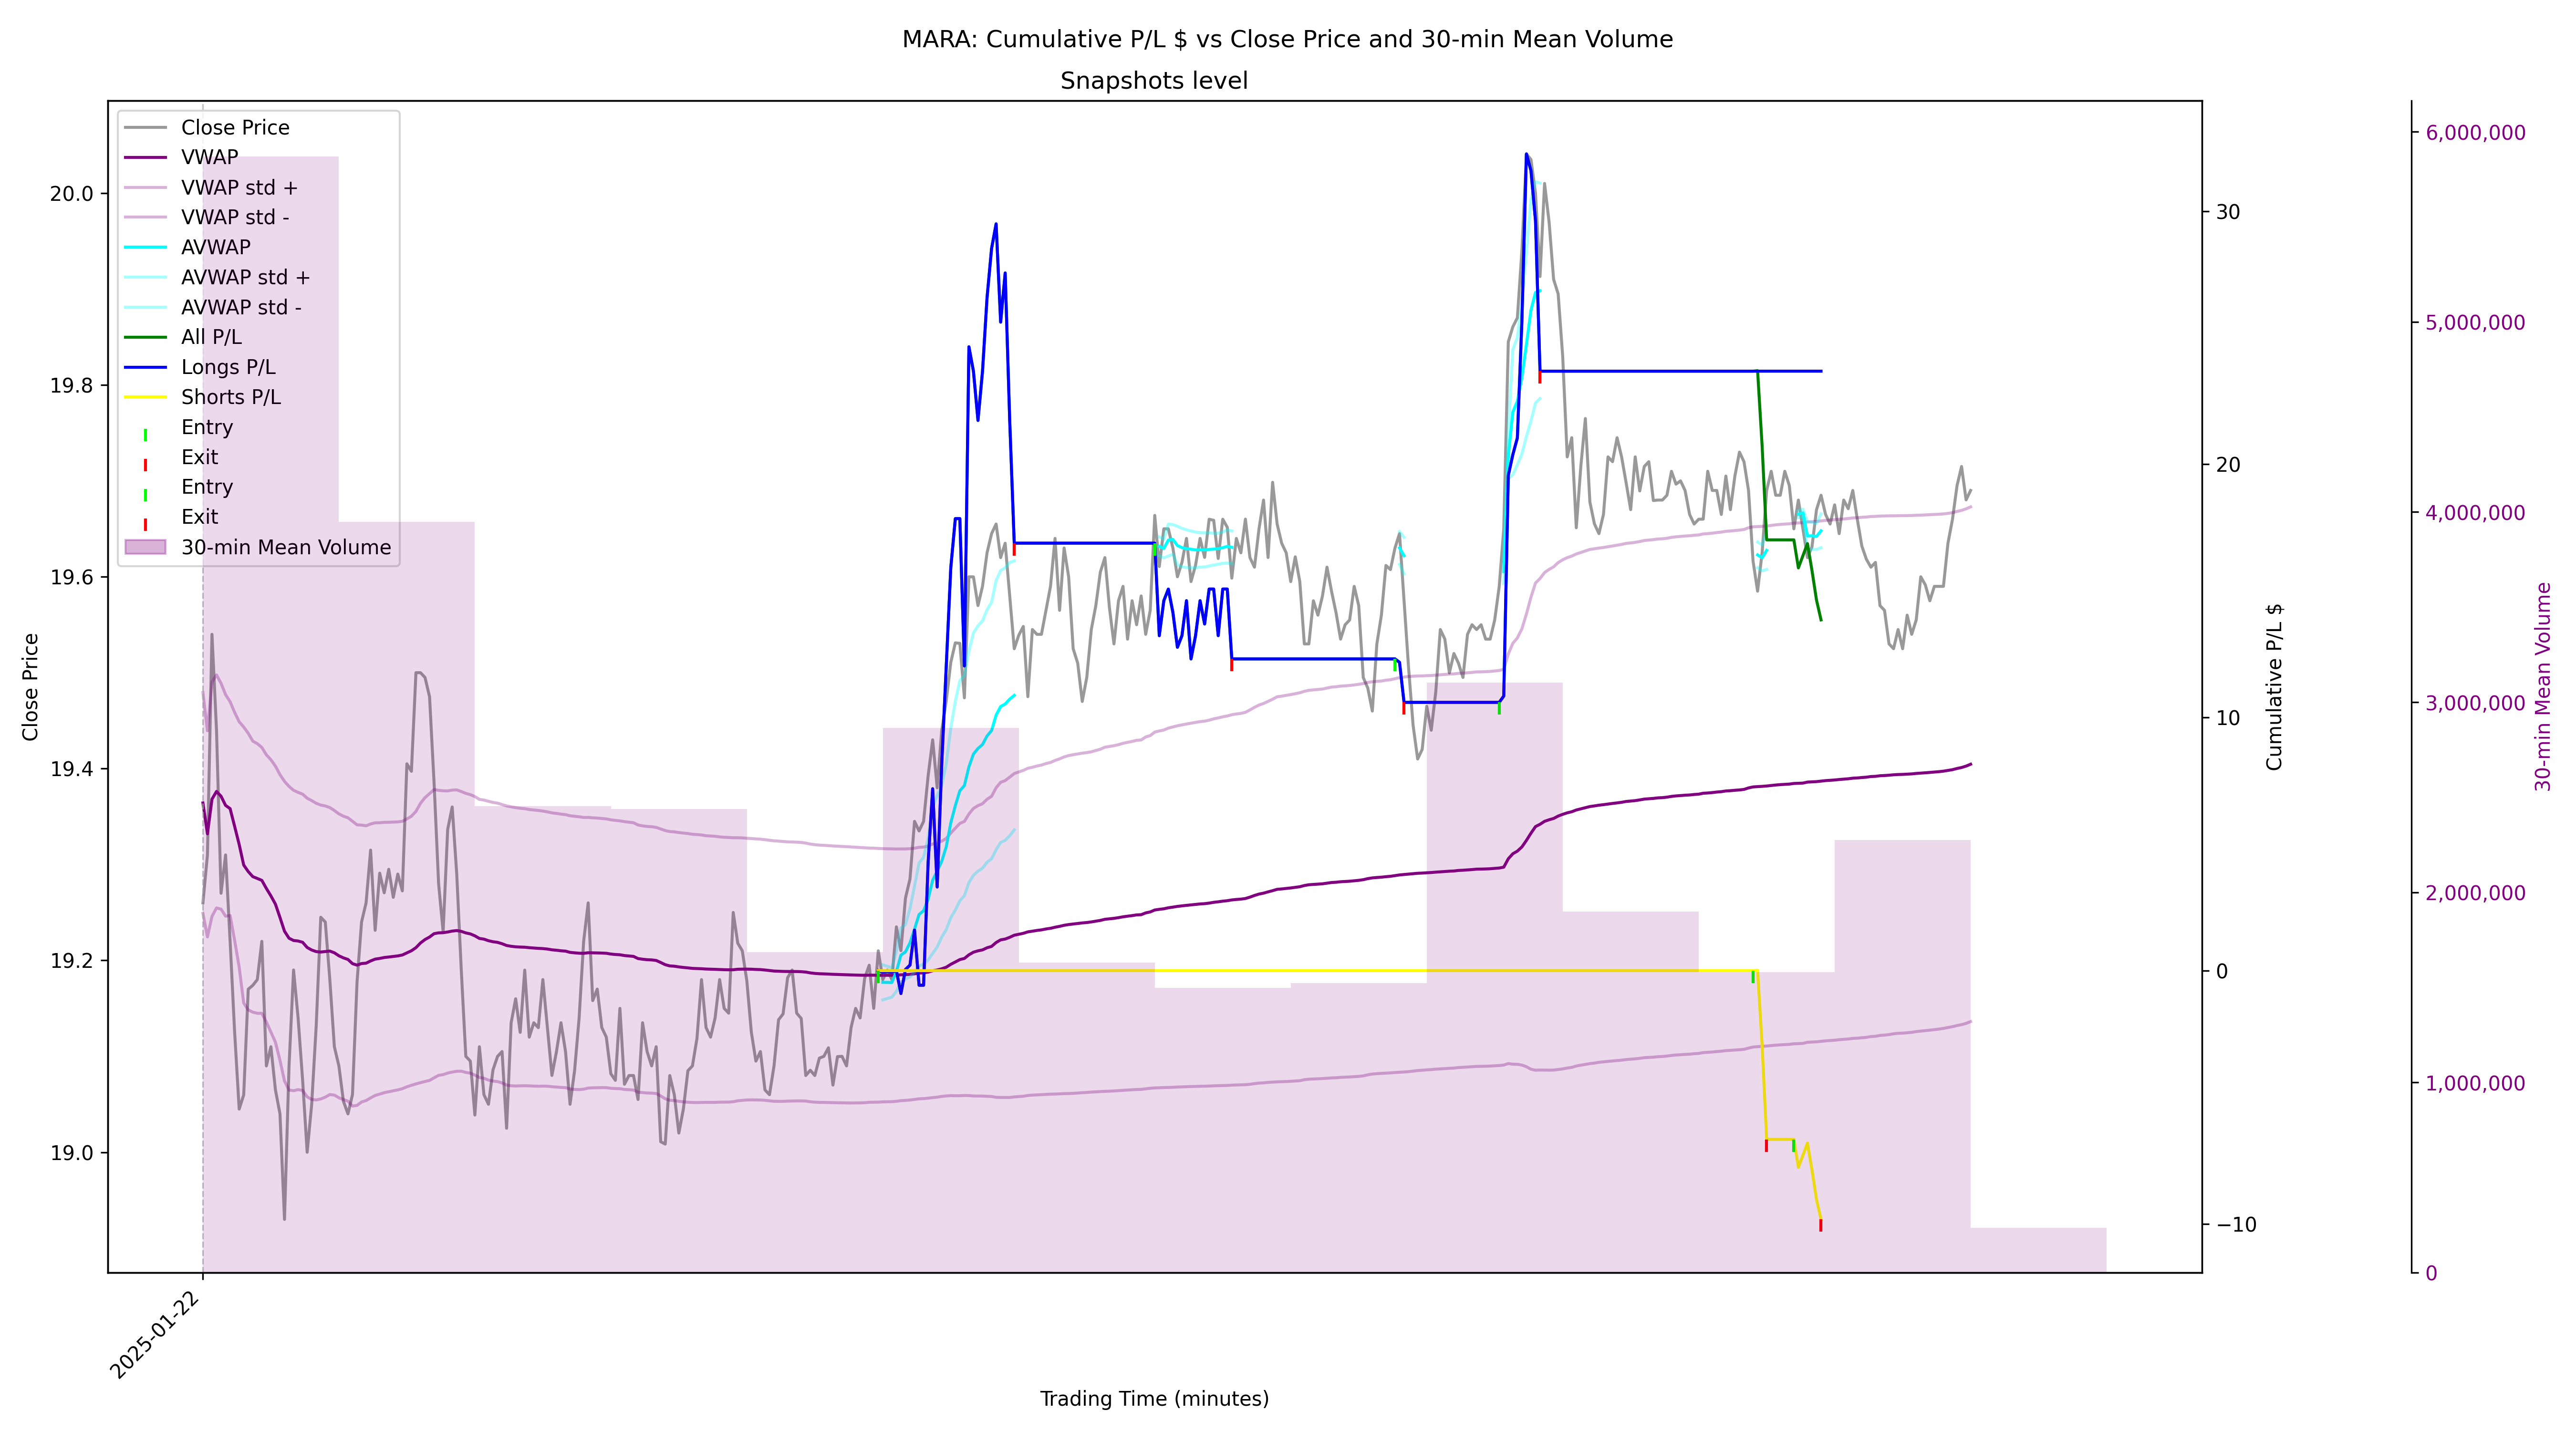 MARA: Cumulative P/L $ vs Close Price and 30-min Mean Volume
Snapshots level
Close Price
VWAP
VWAP std +
VWAP std -
AVWAP
AVWAP std +
AVWAP std -
All P/L
Longs P/L
Shorts P/L
Entry
Exit
Entry
Exit
30-min Mean Volume
20.0
19.8
19.6
19.4
19.2
19.0
Close Price
30
20
10
0
−10
Cumulative P/L $
6,000,000
5,000,000
4,000,000
3,000,000
2,000,000
1,000,000
0
30-min Mean Volume
2025-01-22
Trading Time (minutes)